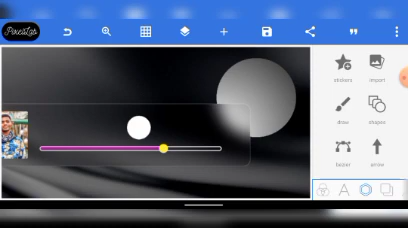 PixelLab
stickers
import
draw
shapes
bezier
arrow